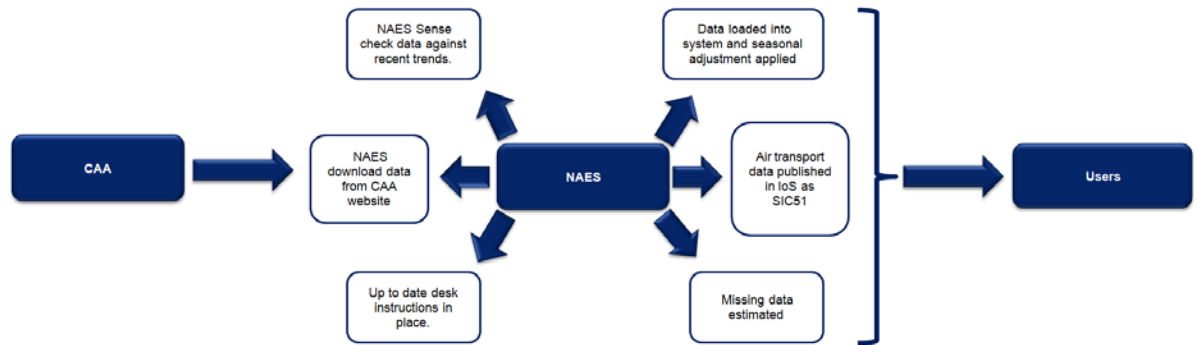 NAES Sense
check data against
recent trends.
Data loaded into
system and seasonal
adjustment applied
CAA
NAES
download data
from CAA
website
NAES
Air transport
data published
in IoS as
SIC51
Users
Up to date desk
instructions in
place.
Missing data
estimated